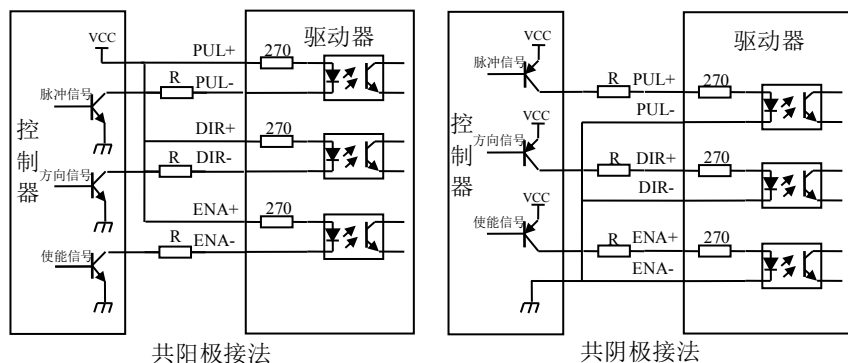 VCC
PUL+
270
驱动器
脉冲信号
R
PUL-
控制器
DIR+
270
方向信号
R
DIR-
ENA+
270
使能信号
R
ENA-
共阳极接法
VCC
驱动器
脉冲信号
R
PUL+
270
PUL-
控制器
VCC
方向信号
R
DIR+
270
DIR-
VCC
使能信号
R
ENA+
270
ENA-
共阴极接法